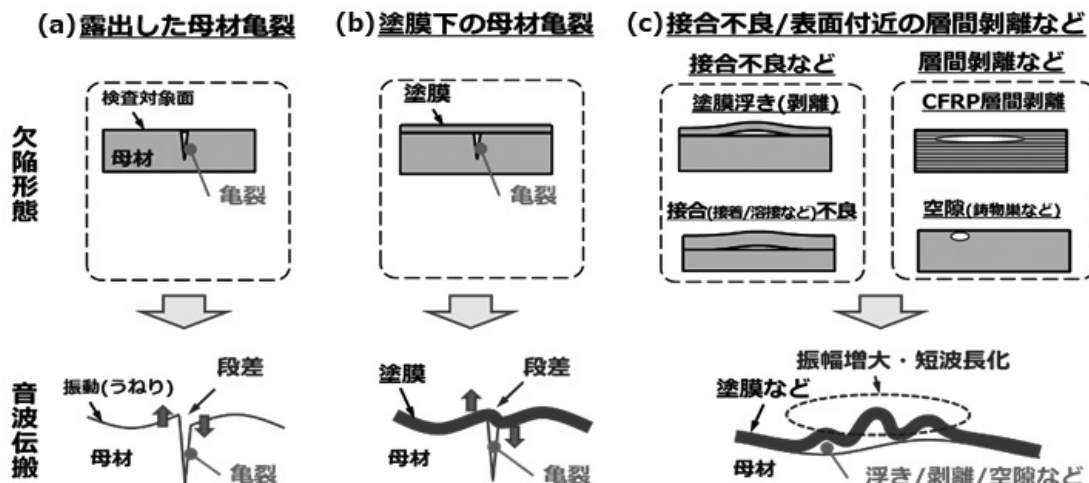 (a)露出した母材亀裂
(b)塗膜下の母材亀裂
(c)接合不良/表面付近の層間剥離など
欠陥形態
検査対象面
母材
亀裂
塗膜
亀裂
接合不良など
塗膜浮き(剥離)
接合(接着/溶接など)不良
層間剥離など
CFRP層間剥離
空隙(鋳物巣など)
音波伝搬
振動(うねり)
段差
母材
亀裂
塗膜
段差
母材
亀裂
振幅増大・短波長化
塗膜など
母材
浮き/剥離/空隙など